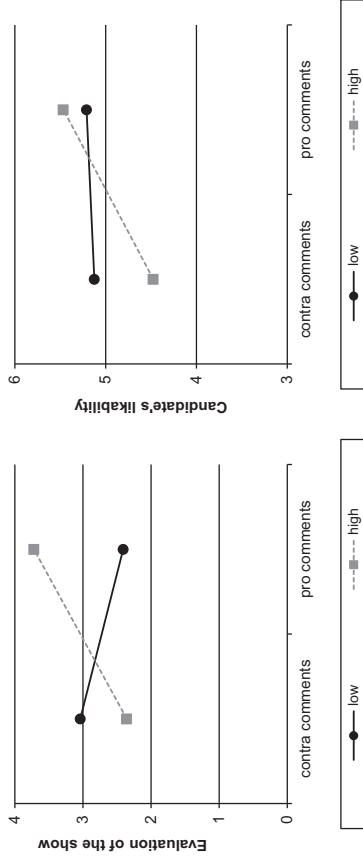 Evaluation of the show
4
3
2
1
0
contra comments pro comments
low high
Candidate's likability
6
5
4
3
contra comments pro comments
low high